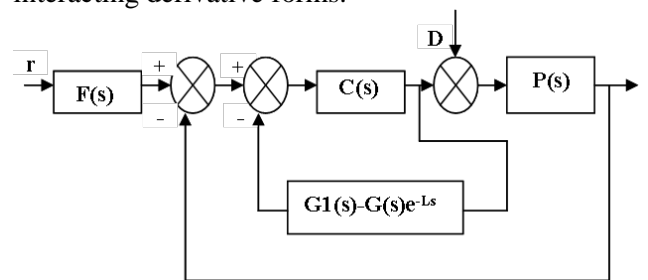 interacting derivative forms.
D
r
+
+
F(s)
C(s)
P(s)
-
-
G1(s)-G(s)e-Ls